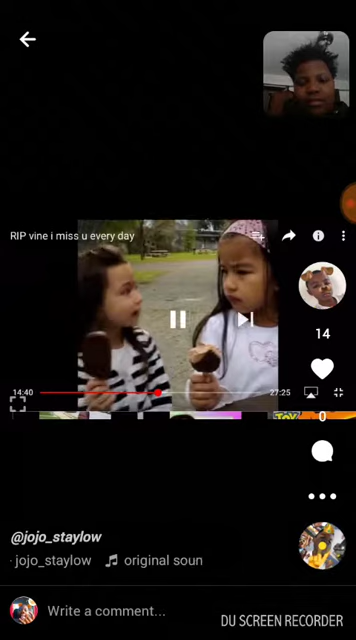 RIP vine i miss u every day
14
14:40
27:25
0
TOY
@jojo_staylow
· jojo_staylow original soun
Write a comment...
DU SCREEN RECORDER